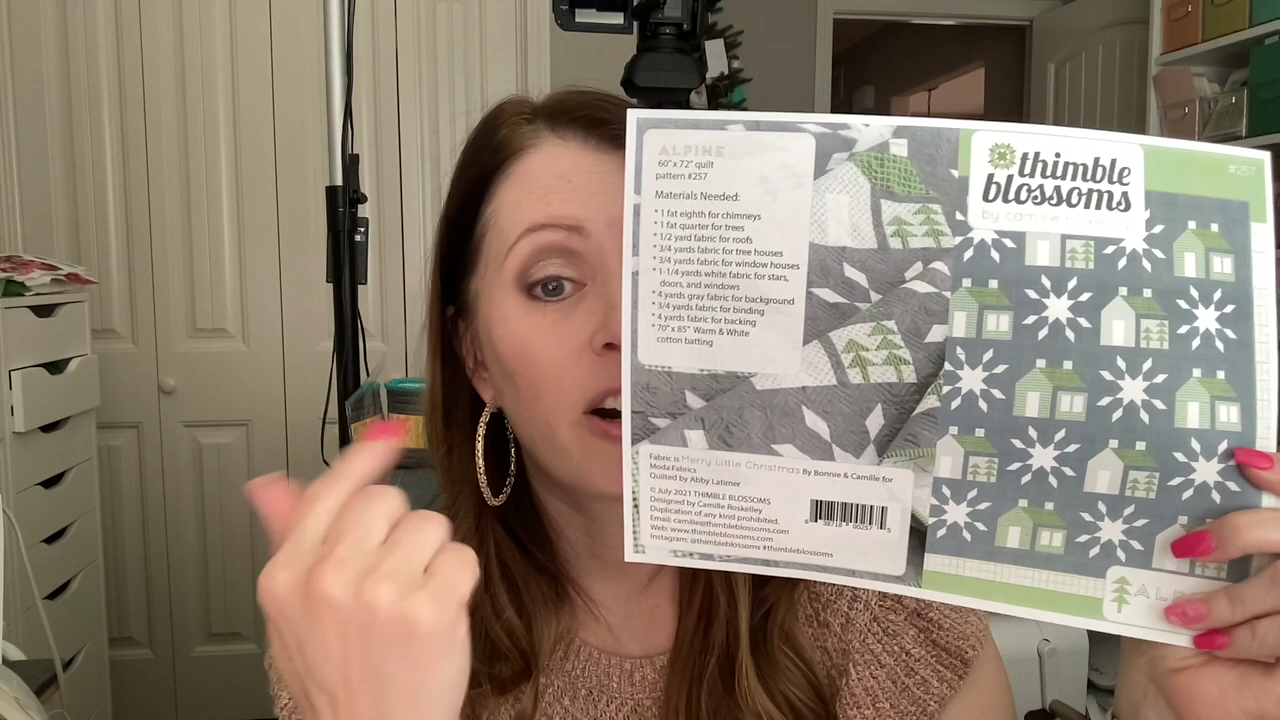 ALPINE
60" x 72" quilt
pattern #257
Materials Needed:
* 1 fat eighth for chimneys
* 1 fat quarter for trees
* 1/2 yard fabric for roofs
* 3/4 yards fabric for tree houses
* 3/4 yards fabric for window houses
* 1-1/4 yards white fabric for stars,
doors, and windows
* 4 yards gray fabric for background
* 3/4 yards fabric for binding
* 4 yards fabric for backing
* 70" x 85" Warm & White
cotton batting
Fabric is Merry Little Christmas By Bonnie & Camille for
Moda Fabrics
Quilted by Abby Latimer
© July 2021 THIMBLE BLOSSOMS
Designed by Camille Roskelley
Duplication of any kind prohibited.
Email: camille@thimbleblossoms.com
Web: www.thimbleblossoms.com
Instagram: @thimbleblossoms #thimbleblossoms
#257
thimble
blossoms
by camille